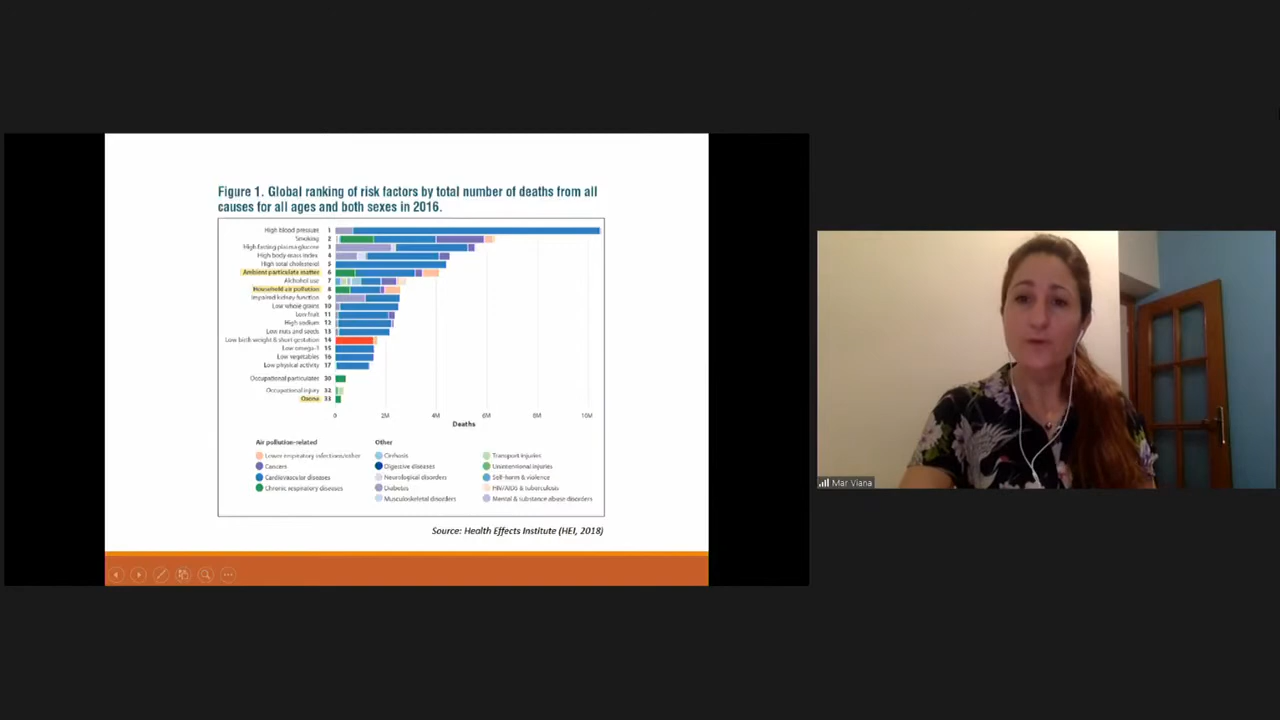 Figure 1. Global ranking of risk factors by total number of deaths from all
causes for all ages and both sexes in 2016.
High blood pressure 1
Smoking 2
High fasting plasma glucose 3
High body-mass index 4
High total cholesterol 5
Ambient particulate matter 6
Alcohol use 7
Household air pollution 8
Impaired kidney function 9
Low whole grains 10
Low fruit 11
High sodium 12
Low nuts and seeds 13
Low birth weight & short gestation 14
Low omega-3 15
Low vegetables 16
Low physical activity 17
Occupational particulates 30
Occupational injury 32
Ozone 33
0 2M 4M 6M 8M 10M
Deaths
Air pollution-related
Lower respiratory infections/other
Cancers
Cardiovascular diseases
Chronic respiratory diseases
Other
Cirrhosis
Digestive diseases
Neurological disorders
Diabetes
Musculoskeletal disorders
Transport injuries
Unintentional injuries
Self-harm & violence
HIV/AIDS & tuberculosis
Mental & substance abuse disorders
Source: Health Effects Institute (HEI, 2018)
Mar Viana